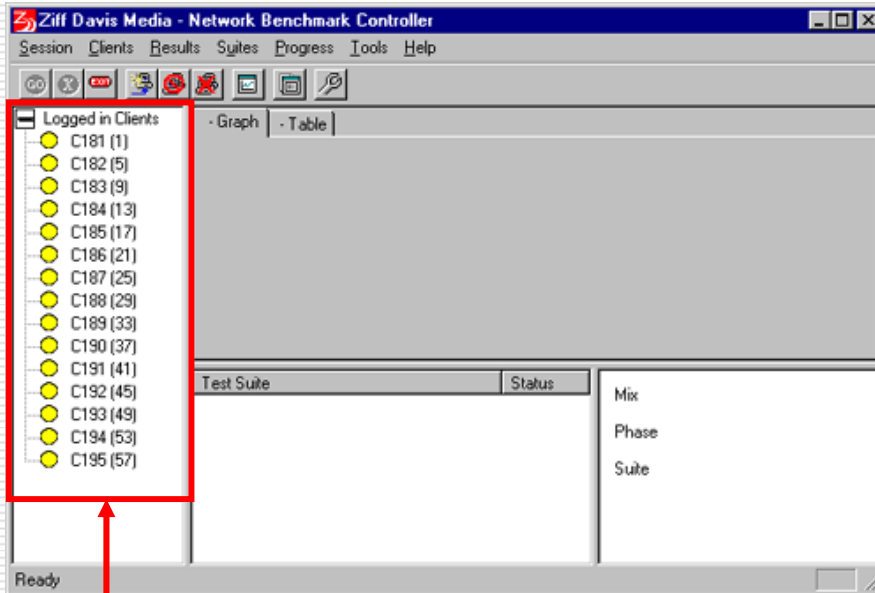 Ziff Davis Media - Network Benchmark Controller
Session Clients Results Suites Progress Tools Help
GO X EXIT
Logged in Clients
C181 (1)
C182 (5)
C183 (9)
C184 (13)
C185 (17)
C186 (21)
C187 (25)
C188 (29)
C189 (33)
C190 (37)
C191 (41)
C192 (45)
C193 (49)
C194 (53)
C195 (57)
- Graph - Table
Test Suite Status
Mix
Phase
Suite
Ready